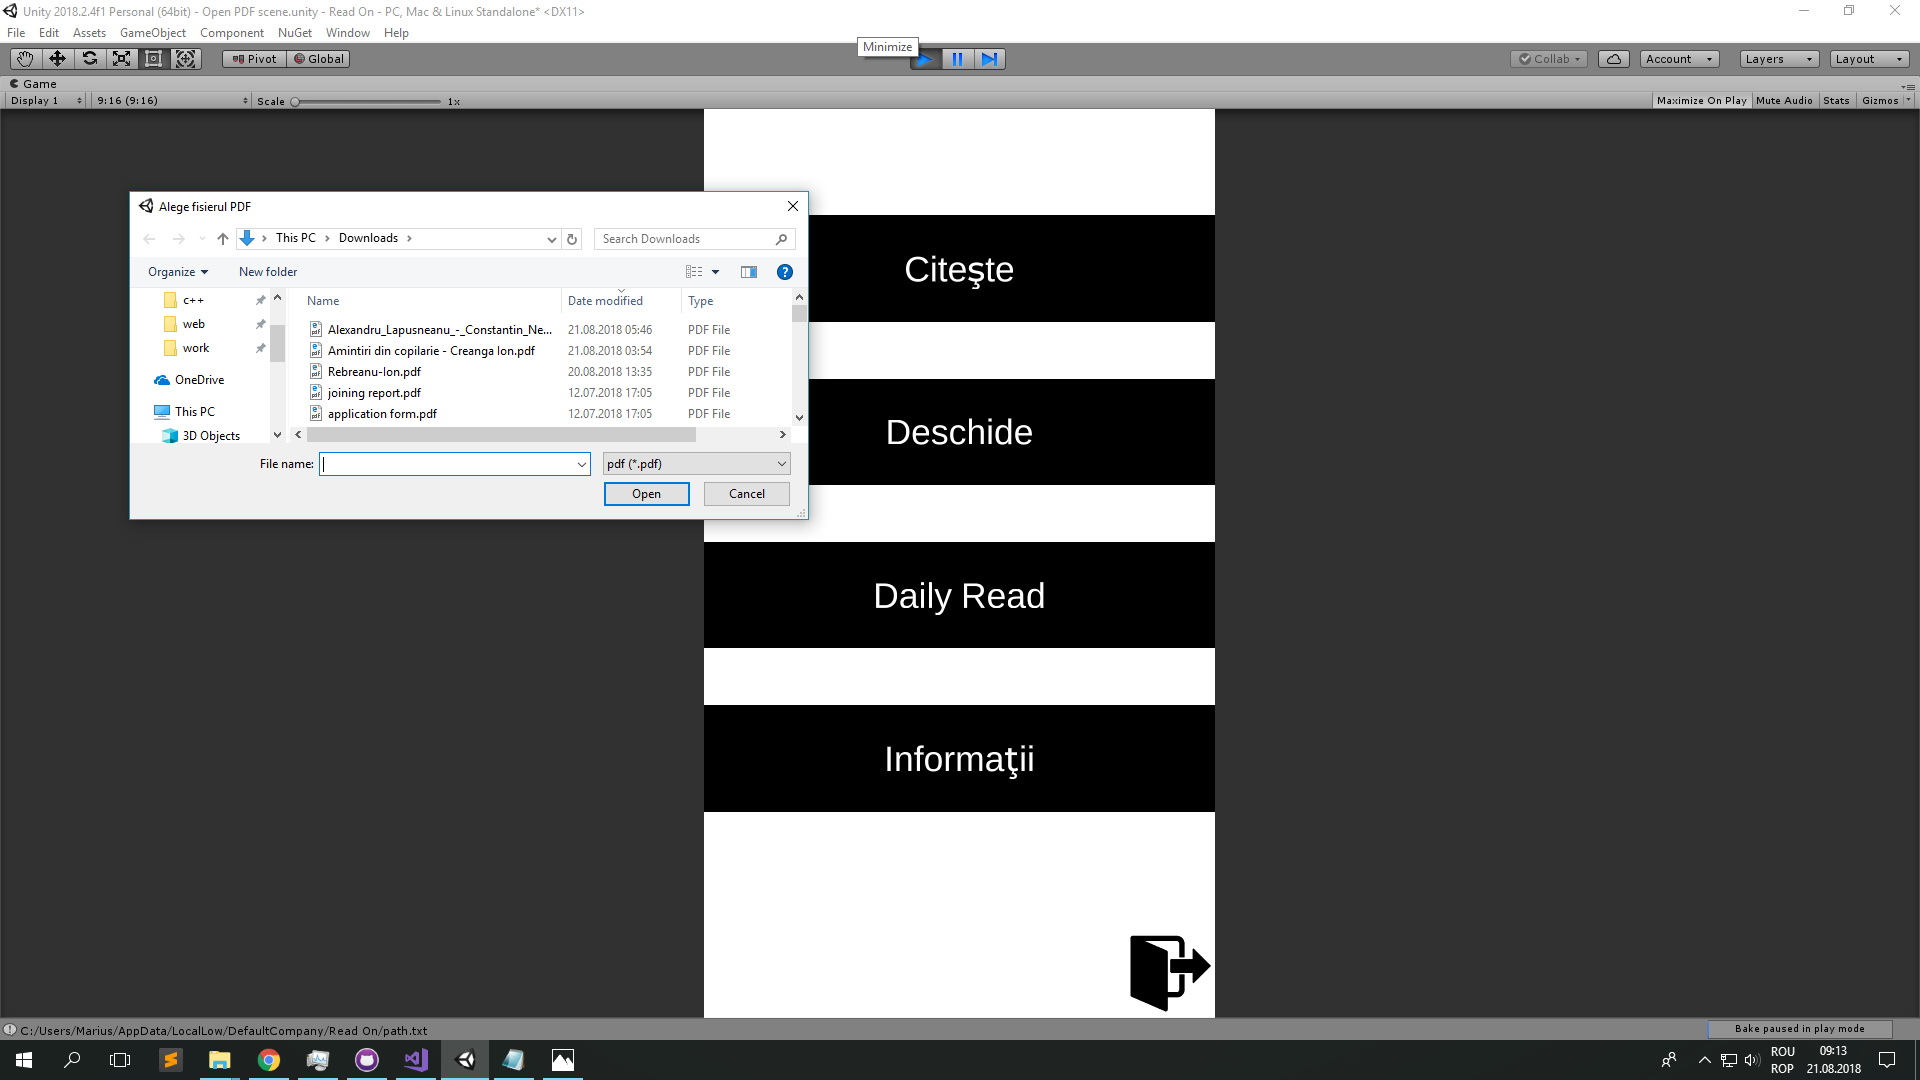 Unity 2018.2.4f1 Personal (64bit) - Open PDF scene.unity - Read On - PC, Mac & Linux Standalone* <DX11>
File Edit Assets GameObject Component NuGet Window Help
Minimize
Pivot Global Collab Account Layers Layout
Game
Display 1 9:16 (9:16) Scale 1x Maximize On Play Mute Audio Stats Gizmos
Alege fisierul PDF
This PC Downloads Search Downloads
Organize New folder
Name Date modified Type
c++
web
work
OneDrive
This PC
3D Objects
Alexandru_Lapusneanu_-_Constantin_Ne... 21.08.2018 05:46 PDF File
Amintiri din copilarie - Creanga Ion.pdf 21.08.2018 03:54 PDF File
Rebreanu-Ion.pdf 20.08.2018 13:35 PDF File
joining report.pdf 12.07.2018 17:05 PDF File
application form.pdf 12.07.2018 17:05 PDF File
File name: pdf (*.pdf)
Open Cancel
Citeşte
Deschide
Daily Read
Informaţii
C:/Users/Marius/AppData/LocalLow/DefaultCompany/Read On/path.txt
Bake paused in play mode
ROU 09:13
ROP 21.08.2018